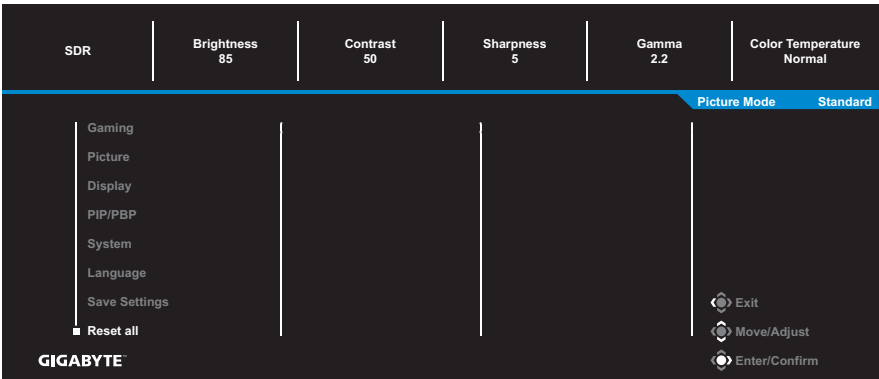 SDR
Brightness
85
Contrast
50
Sharpness
5
Gamma
2.2
Color Temperature
Normal
Picture Mode Standard
Gaming
Picture
Display
PIP/PBP
System
Language
Save Settings
Exit
Reset all
Move/Adjust
GIGABYTE™
Enter/Confirm